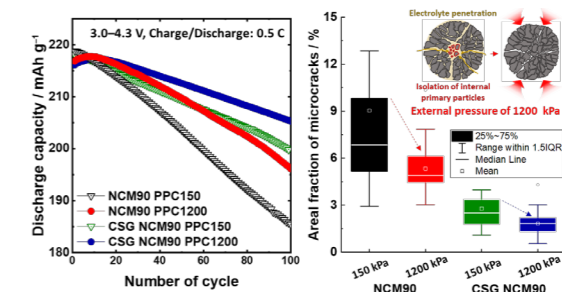 3.0–4.3 V, Charge/Discharge: 0.5 C
220
210
200
190
180
Discharge capacity / mAh g⁻¹
NCM90 PPC150
NCM90 PPC1200
CSG NCM90 PPC150
CSG NCM90 PPC1200
0 20 40 60 80 100
Number of cycle
15
12
9
6
3
0
Areal fraction of microcracks / %
Electrolyte penetration
Isolation of internal
primary particles
External pressure of 1200 kPa
25%~75%
Range within 1.5IQR
Median Line
Mean
150 kPa
1200 kPa
150 kPa
1200 kPa
NCM90
CSG NCM90